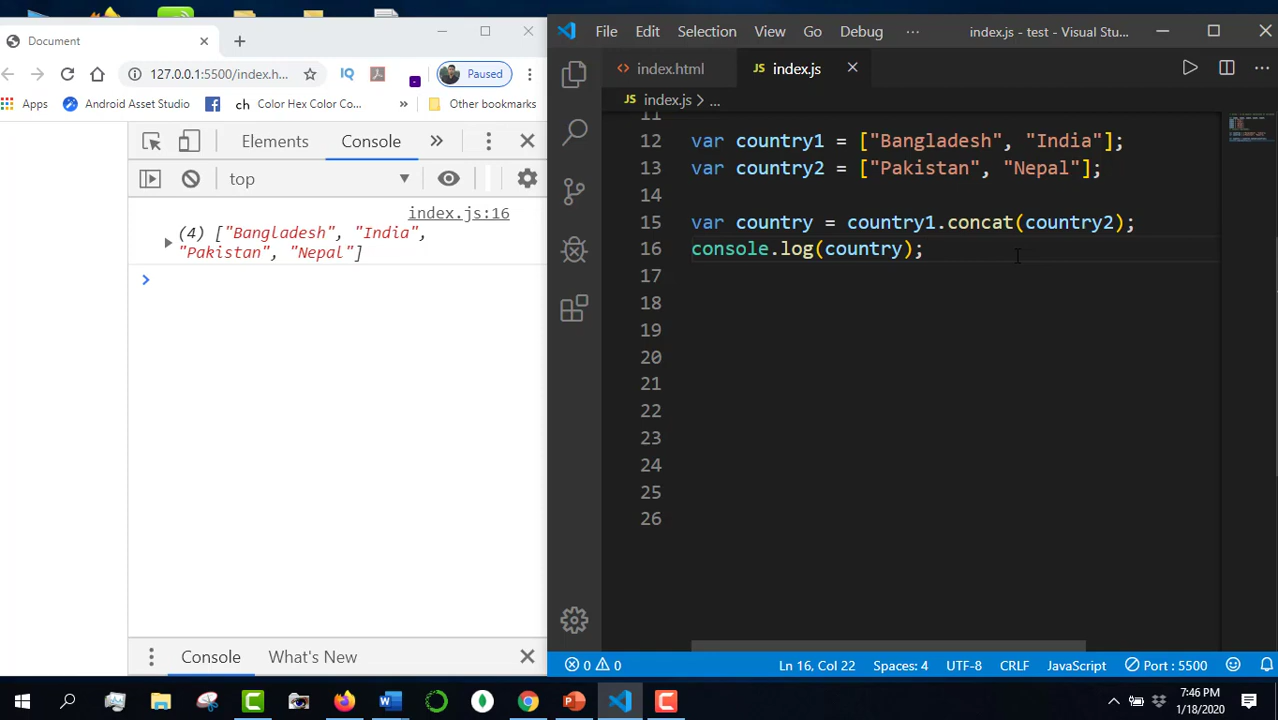 Document
127.0.0.1:5500/index.h...
IQ
Paused
Apps
Android Asset Studio
ch
Color Hex Color Co...
»
Other bookmarks
Elements
Console
»
top
index.js:16
(4) ["Bangladesh", "India",
"Pakistan", "Nepal"]
Console
What's New
File
Edit
Selection
View
Go
Debug
...
index.js - test - Visual Stu...
<> index.html
JS index.js
JS index.js > ...
11
12 var country1 = ["Bangladesh", "India"];
13 var country2 = ["Pakistan", "Nepal"];
14
15 var country = country1.concat(country2);
16 console.log(country);
17
18
19
20
21
22
23
24
25
26
0
0
Ln 16, Col 22
Spaces: 4
UTF-8
CRLF
JavaScript
Port : 5500
7:46 PM
1/18/2020